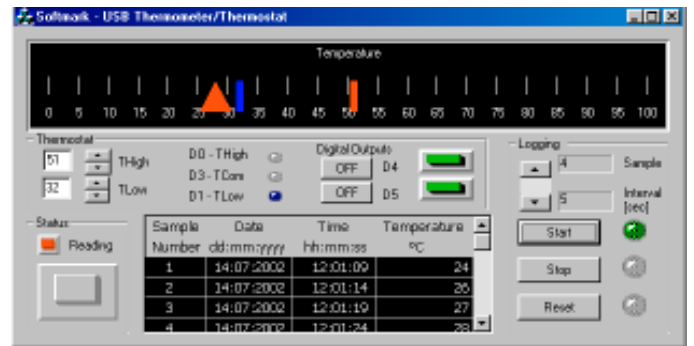 Softmark - USB Thermometer/Thermostat
Temperature
0 5 10 15 20 25 30 35 40 45 50 55 60 65 70 75 80 85 90 95 100
Thermostat
51 THigh
32 TLow
D0 - THigh
D3 - TCom
D1 - TLow
Digital Outputs
OFF D4
OFF D5
Logging
4 Sample
5 Interval
(sec)
Status
Reading
Sample Date Time Temperature
Number dd:mm:yyyy hh:mm:ss ºC
1 14:07:2002 12:01:09 24
2 14:07:2002 12:01:14 26
3 14:07:2002 12:01:19 27
4 14:07:2002 12:01:24 28
Start
Stop
Reset